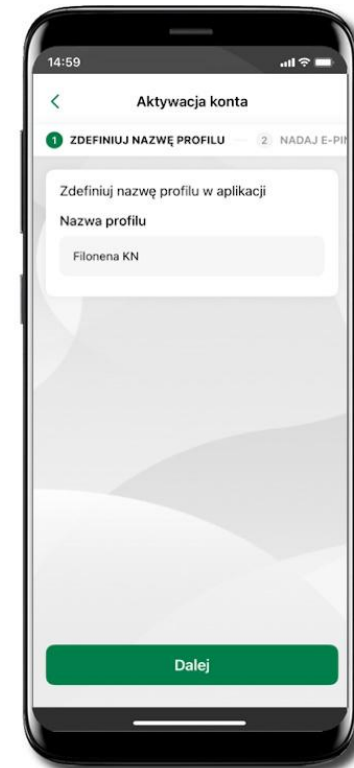 14:59
Aktywacja konta
1 ZDEFINIUJ NAZWĘ PROFILU 2 NADAJ E-PIN
Zdefiniuj nazwę profilu w aplikacji
Nazwa profilu
Filonena KN
Dalej